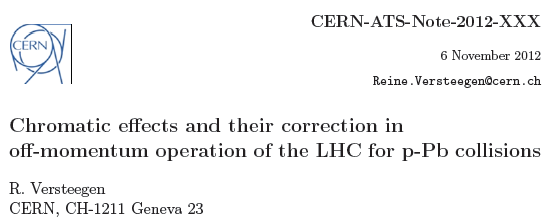 CERN
CERN-ATS-Note-2012-XXX
6 November 2012
Reine.Versteegen@cern.ch
Chromatic effects and their correction in
off-momentum operation of the LHC for p-Pb collisions
R. Versteegen
CERN, CH-1211 Geneva 23